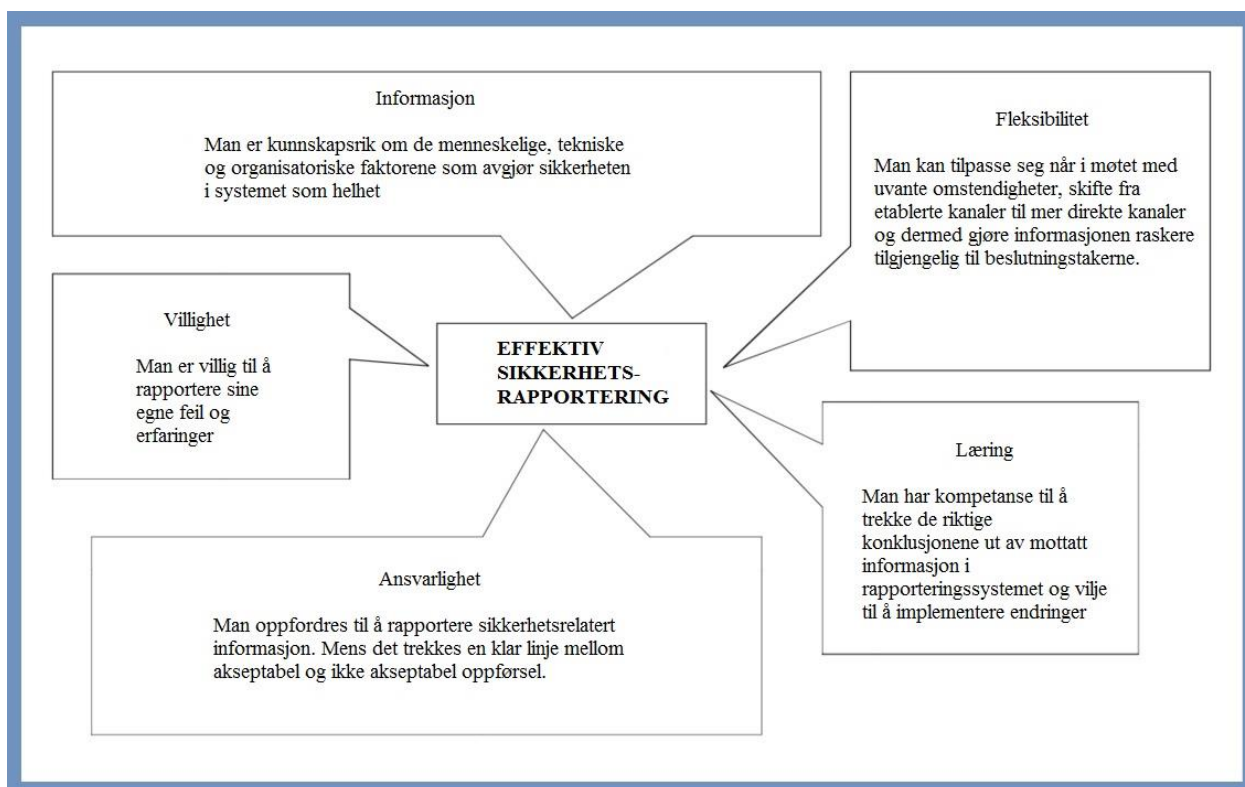 Informasjon
Man er kunnskapsrik om de menneskelige, tekniske
og organisatoriske faktorene som avgjør sikkerheten
i systemet som helhet
Fleksibilitet
Man kan tilpasse seg når i møtet med
uvante omstendigheter, skifte fra
etablerte kanaler til mer direkte kanaler
og dermed gjøre informasjonen raskere
tilgjengelig til beslutningstakerne.
Villighet
Man er villig til å
rapportere sine
egne feil og
erfaringer
EFFEKTIV
SIKKERHETS-
RAPPORTERING
Læring
Man har kompetanse til å
trekke de riktige
konklusjonene ut av mottatt
informasjon i
rapporteringssystemet og vilje
til å implementere endringer
Ansvarlighet
Man oppfordres til å rapportere sikkerhetsrelatert
informasjon. Mens det trekkes en klar linje mellom
akseptabel og ikke akseptabel oppførsel.